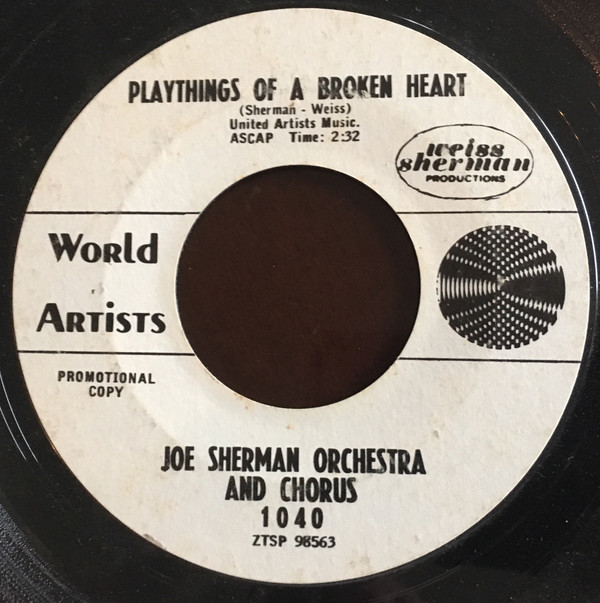 PLAYTHINGS OF A BROKEN HEART
(Sherman - Weiss)
United Artists Music.
ASCAP Time: 2:32
weiss
sherman
PRODUCTIONS
WORld
ARTISTS
PROMOTIONAL
COPY
JOE SHERMAN ORCHESTRA
AND CHORUS
1040
ZTSP 98563